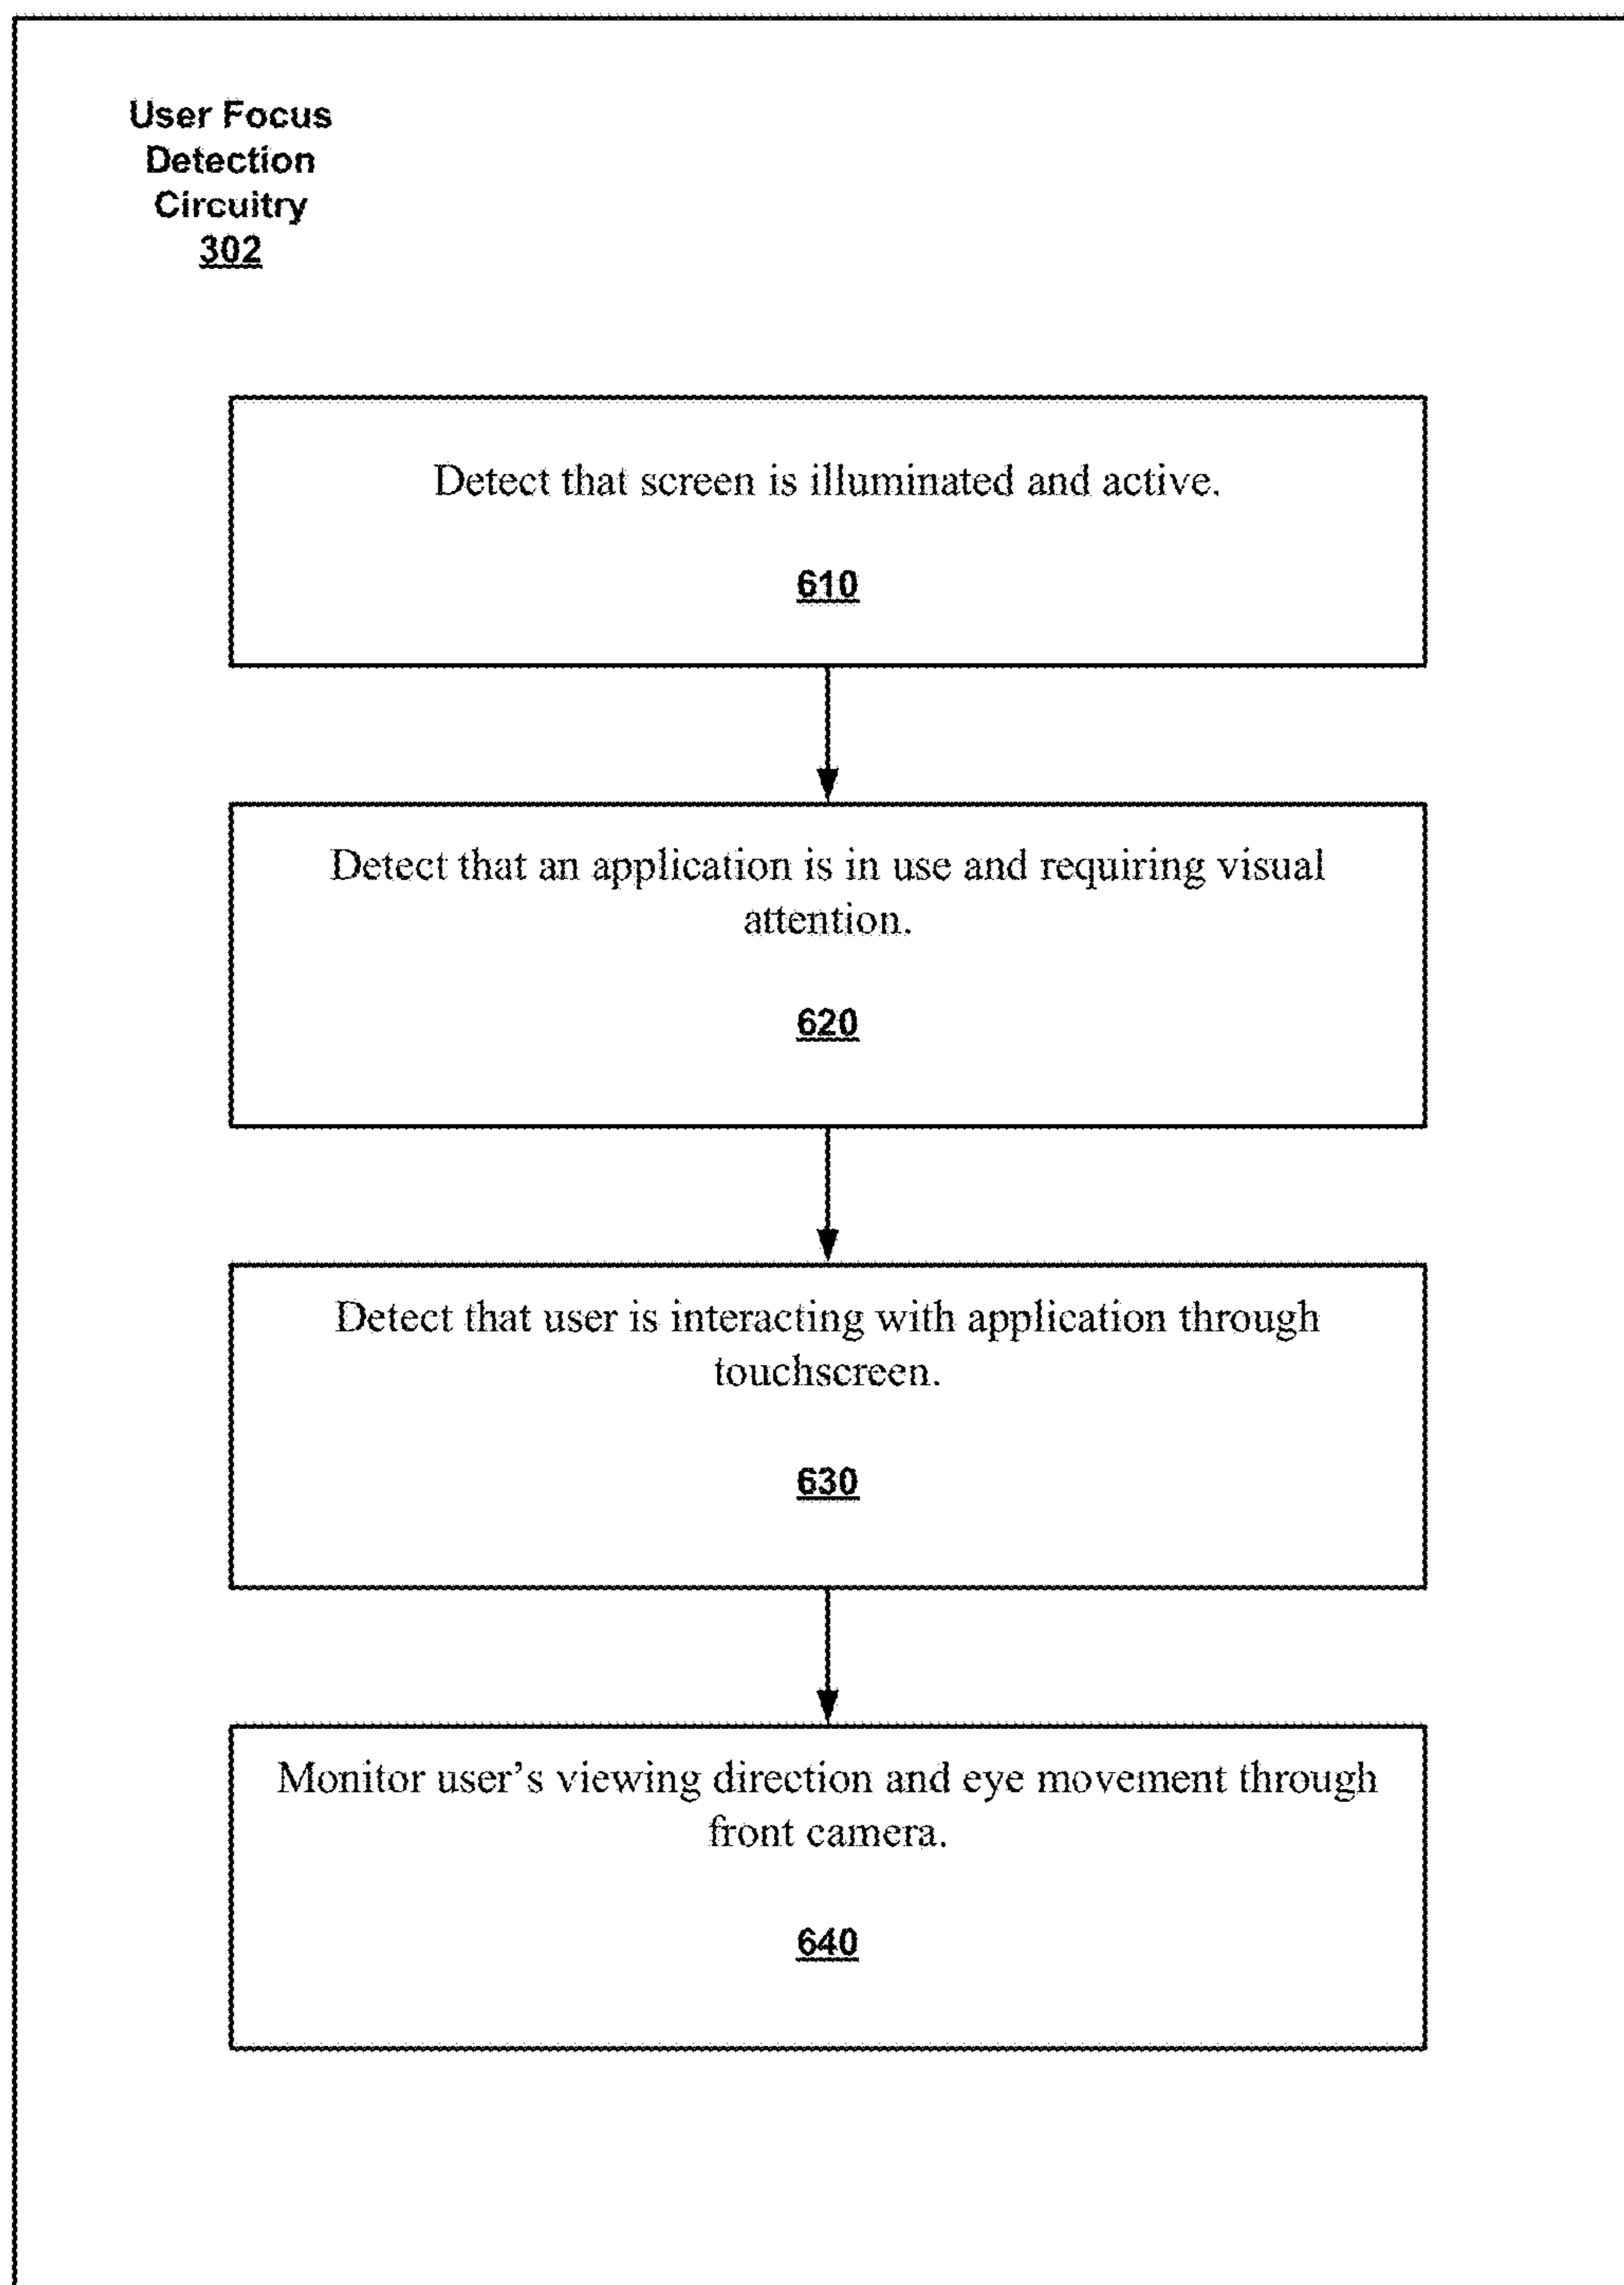 User Focus
Detection
Circuitry
302
Detect that screen is illuminated and active.
610
Detect that an application is in use and requiring visual
attention.
620
Detect that user is interacting with application through
touchscreen.
630
Monitor user's viewing direction and eye movement through
front camera.
640